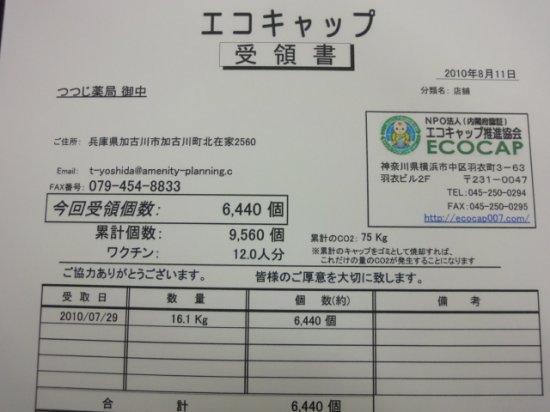 エコキャップ
受領書
2010年8月11日
つつじ薬局 御中
分類名: 店舗
NPO法人(内閣府認証)
エコキャップ推進協会
ECOCAP
ご住所: 兵庫県加古川市加古川町北在家2560
神奈川県横浜市中区羽衣町3-63
羽衣ビル2F 〒231-0047
Email: t-yoshida@amenity-planning.c
TEL:045-250-0294
FAX番号: 079-454-8833
FAX:045-250-0295
http://ecocap007.com/
今回受領個数: 6,440 個
累計個数: 9,560 個
累計のCO2: 75 Kg
ワクチン: 12.0人分
※累計のキャップをゴミとして焼却すれば、
これだけの量のCO2が発生することになります
ご協力ありがとうございます。 皆様のご厚意を大切に致します。
受取日 数量 個数(約) 備考
2010/07/29 16.1 Kg 6,440 個
合計 6,440 個